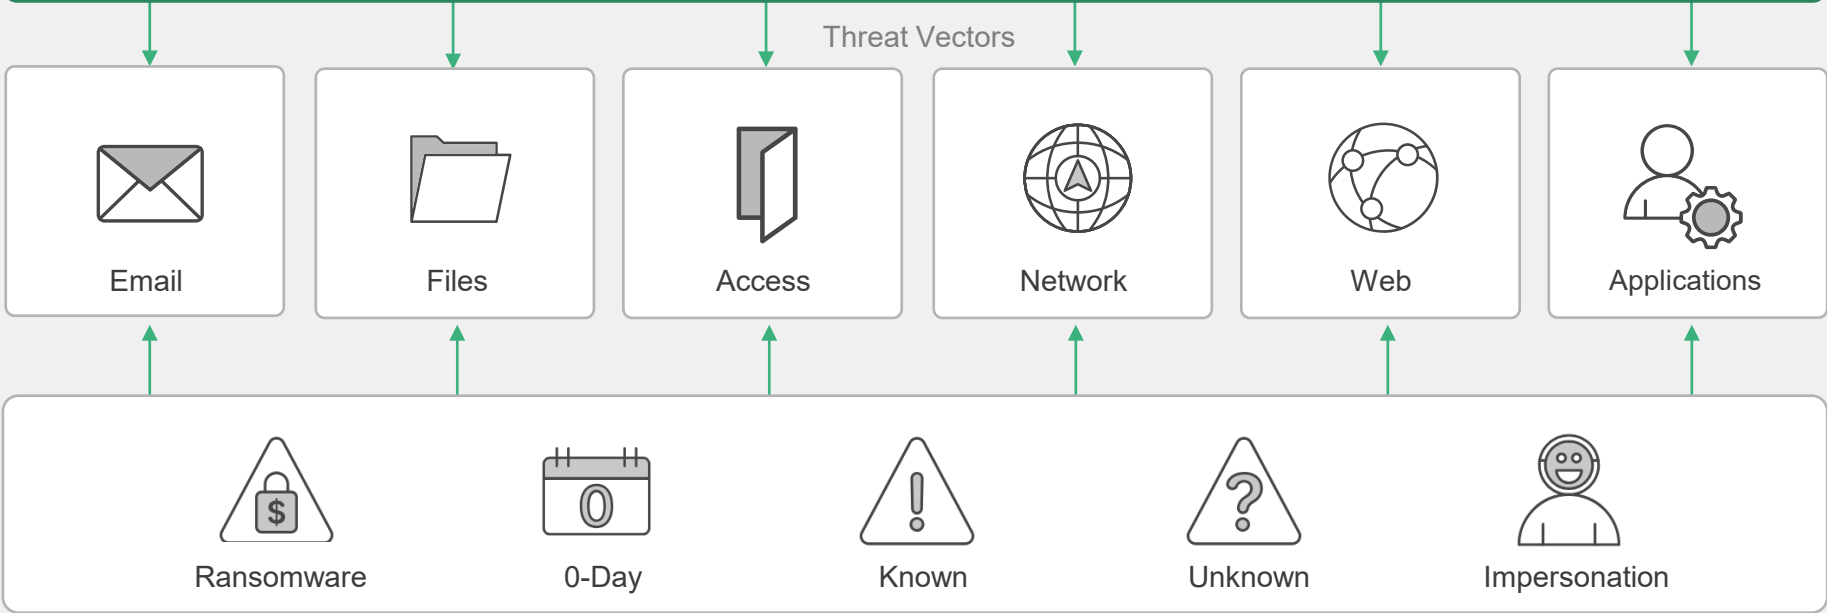 Threat Vectors
Email
Files
Access
Network
Web
Applications
$
0
!
?
Ransomware
0-Day
Known
Unknown
Impersonation